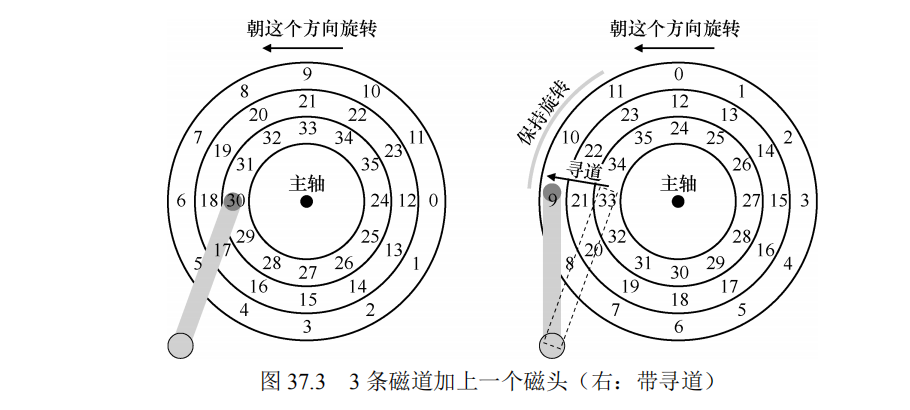 朝这个方向旋转
9
8 10
21
20 22
7 33 11
19 32 34 23
31 35
主轴
6 18 30 24 12 0
29 25
17 28 26 13
5 27 1
16 14
15
4 2
3
朝这个方向旋转
保持旋转
0
11 1
12
23 13
10 24 2
22 35 25 14
34 26
寻道
主轴
9 21 33 27 15 3
32 28
20 31 29 16
8 30 4
19 17
18
7 5
6
图 37.3 3 条磁道加上一个磁头（右：带寻道）